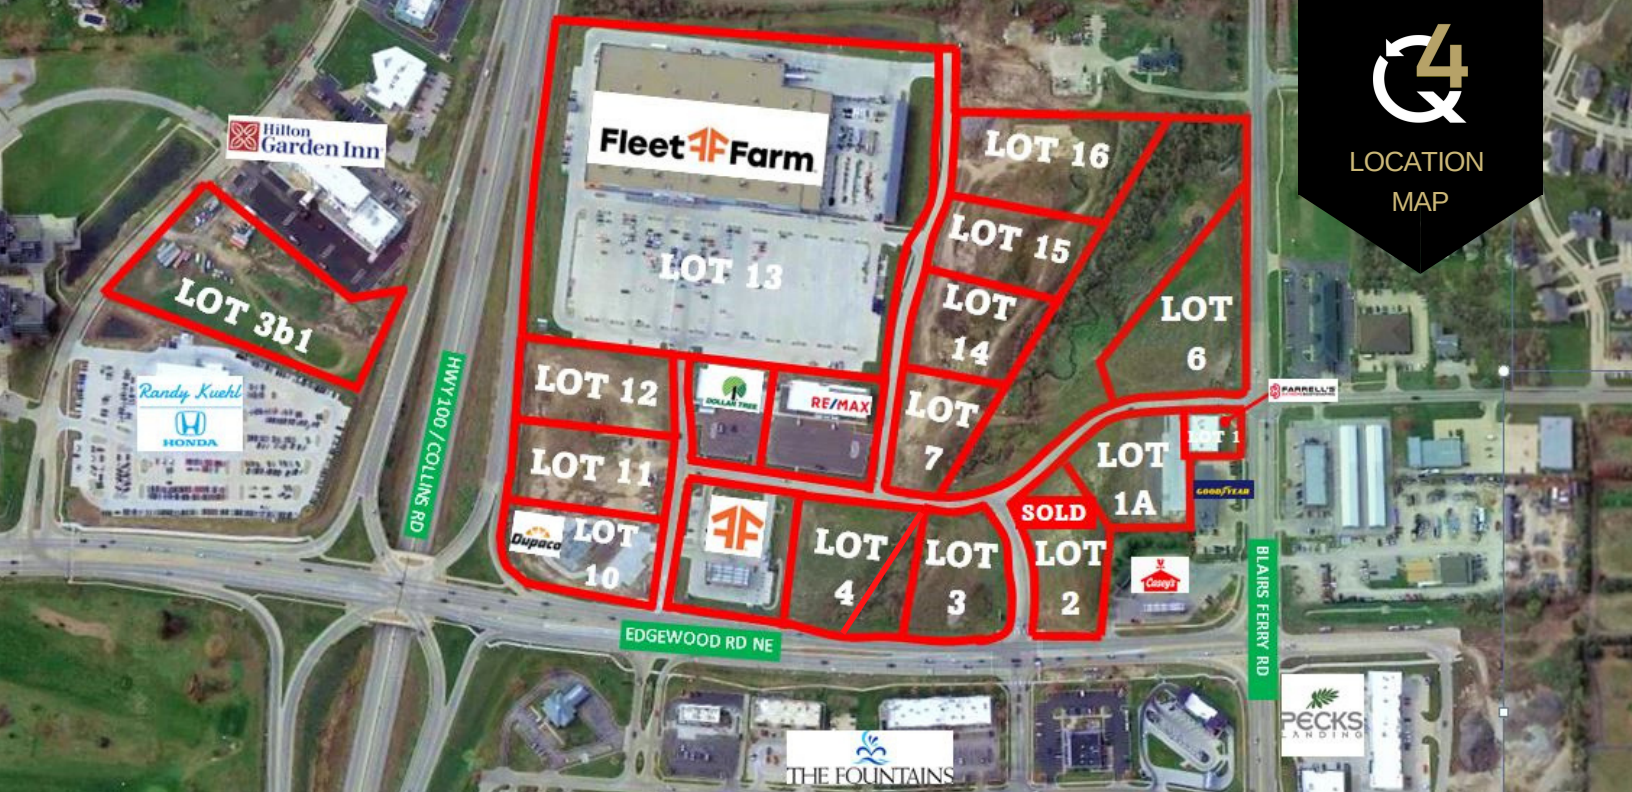 Q4
LOCATION
MAP
Hilton
Garden Inn
Fleet FF Farm
LOT 16
LOT 15
LOT 13
LOT 3b1
LOT
14
LOT
6
Randy Kuehl
HONDA
HWY 100 / COLLINS RD
LOT 12
DOLLAR TREE
RE/MAX
LOT
7
FARRELL'S
LOT 1
LOT
1A
GOODYEAR
LOT 11
SOLD
Dupaco
LOT
10
FF
LOT
4
LOT
3
LOT
2
Casey's
BLAIRS FERRY RD
EDGEWOOD RD NE
PECKS
LANDING
THE FOUNTAINS